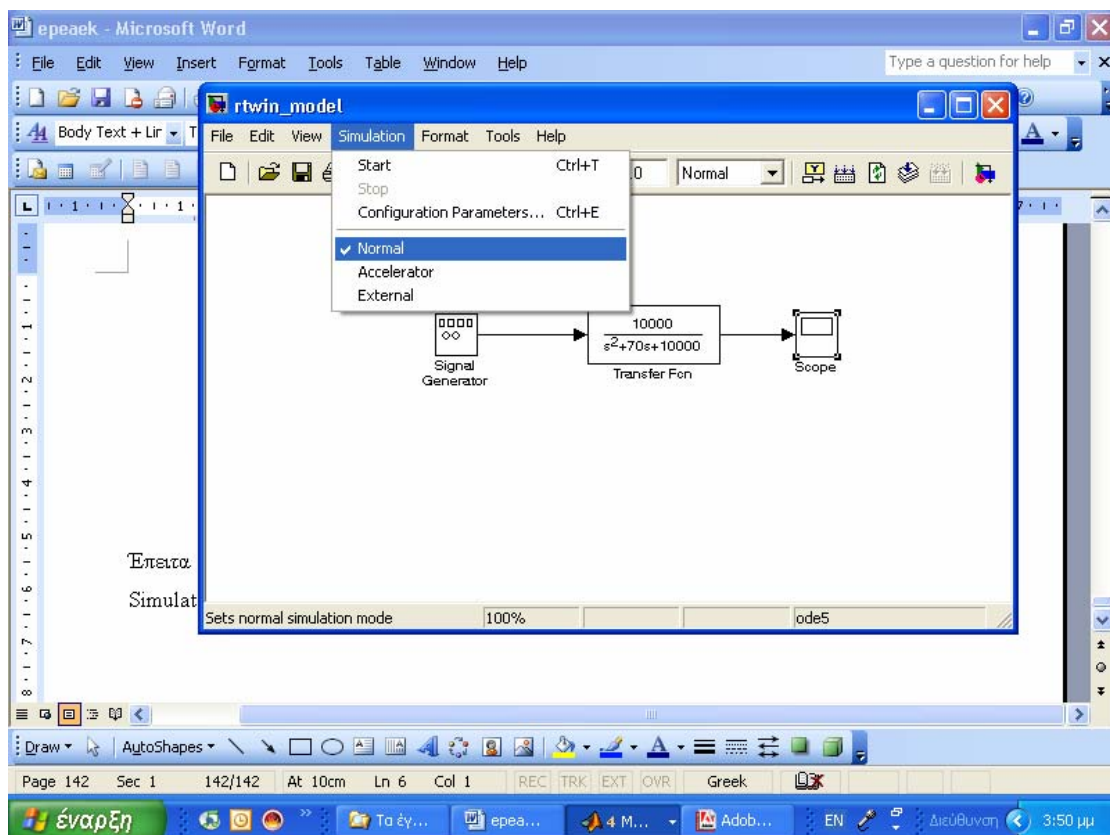 epeaek - Microsoft Word
File Edit View Insert Format Tools Table Window Help
Type a question for help
Body Text + Lir
rtwin_model
File Edit View Simulation Format Tools Help
Start Ctrl+T
Stop
Configuration Parameters... Ctrl+E
Normal
Accelerator
External
Normal
10000
s²+70s+10000
Signal
Generator
Transfer Fcn
Scope
Έπειτα
Simulat
Sets normal simulation mode 100% ode5
Draw AutoShapes
Page 142 Sec 1 142/142 At 10cm Ln 6 Col 1 REC TRK EXT OVR Greek
έναρξη Τα έγ... epea... 4 M... Adob... EN Διεύθυνση 3:50 μμ